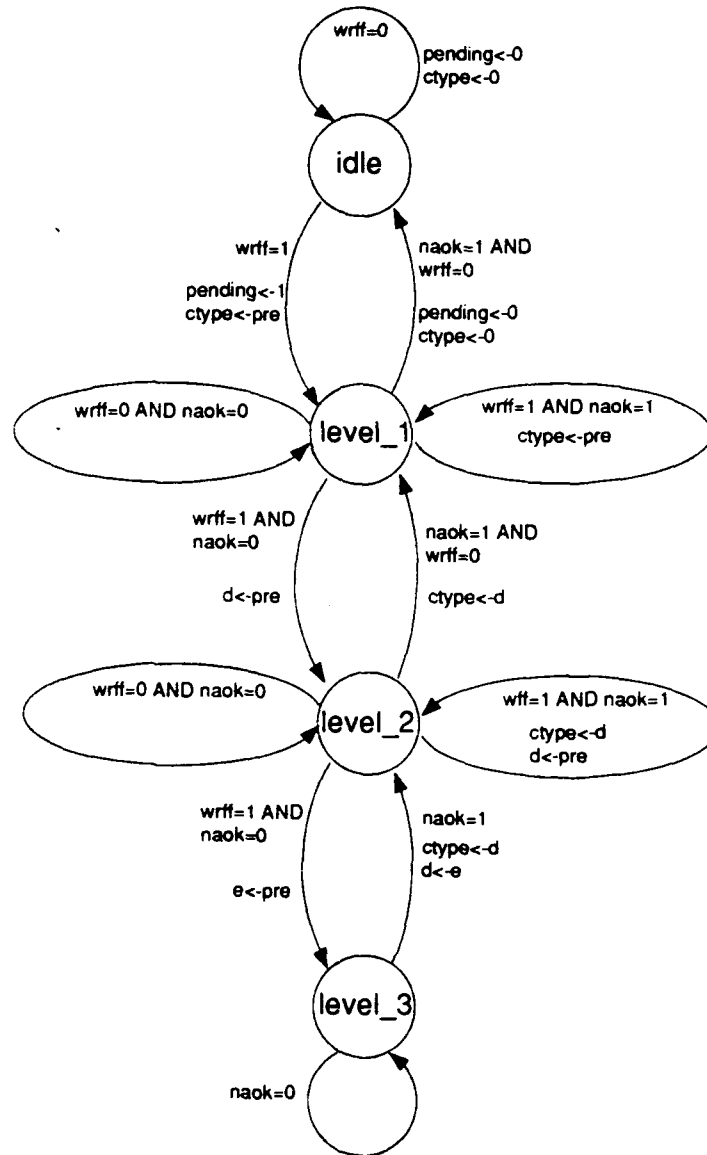 wrff=0
pending<-0
ctype<-0
idle
wrff=1
pending<-1
ctype<-pre
naok=1 AND
wrff=0
pending<-0
ctype<-0
wrff=0 AND naok=0
level_1
wrff=1 AND naok=1
ctype<-pre
wrff=1 AND
naok=0
d<-pre
naok=1 AND
wrff=0
ctype<-d
wrff=0 AND naok=0
level_2
wff=1 AND naok=1
ctype<-d
d<-pre
wrff=1 AND
naok=0
e<-pre
naok=1
ctype<-d
d<-e
level_3
naok=0